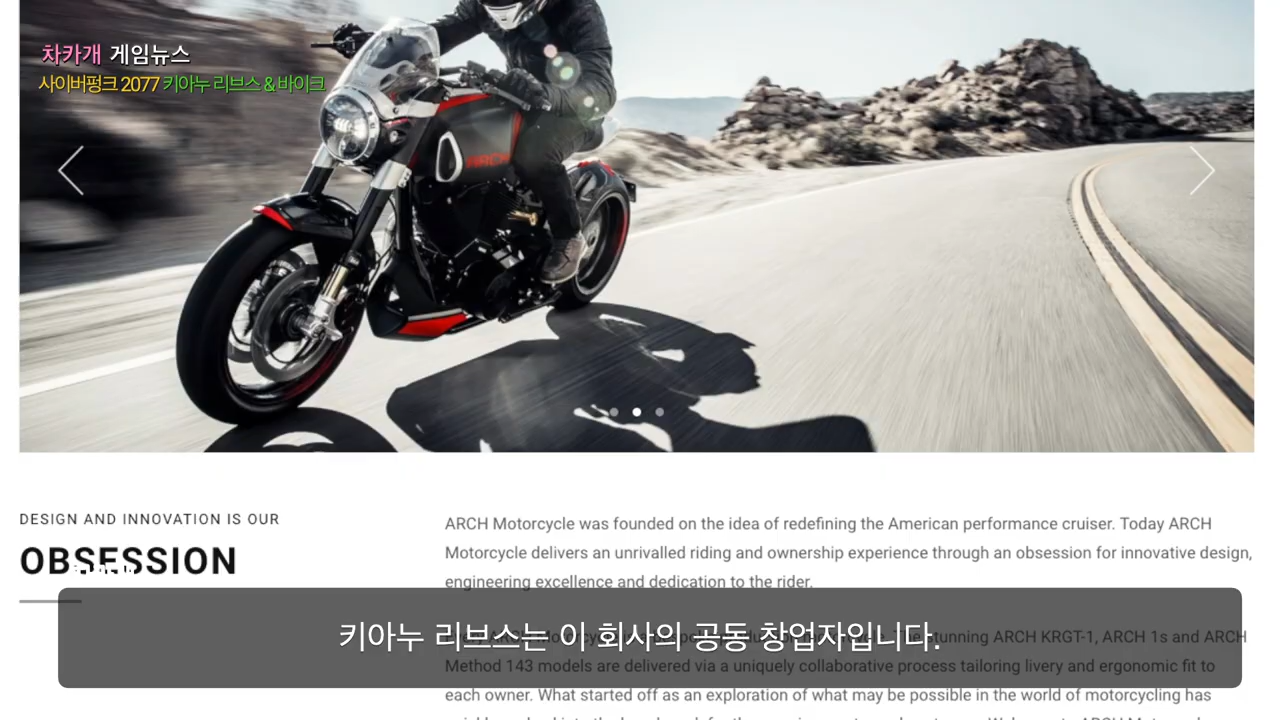 차카개 게임뉴스
사이버펑크 2077 키아누 리브스 & 바이크
ARCH
DESIGN AND INNOVATION IS OUR
OBSESSION
ARCH Motorcycle was founded on the idea of redefining the American performance cruiser. Today ARCH
Motorcycle delivers an unrivalled riding and ownership experience through an obsession for innovative design,
engineering excellence and dedication to the rider.
키아누 리브스는 이 회사의 공동 창업자입니다.
The stunning ARCH KRGT-1, ARCH 1s and ARCH
Method 143 models are delivered via a uniquely collaborative process tailoring livery and ergonomic fit to
each owner. What started off as an exploration of what may be possible in the world of motorcycling has